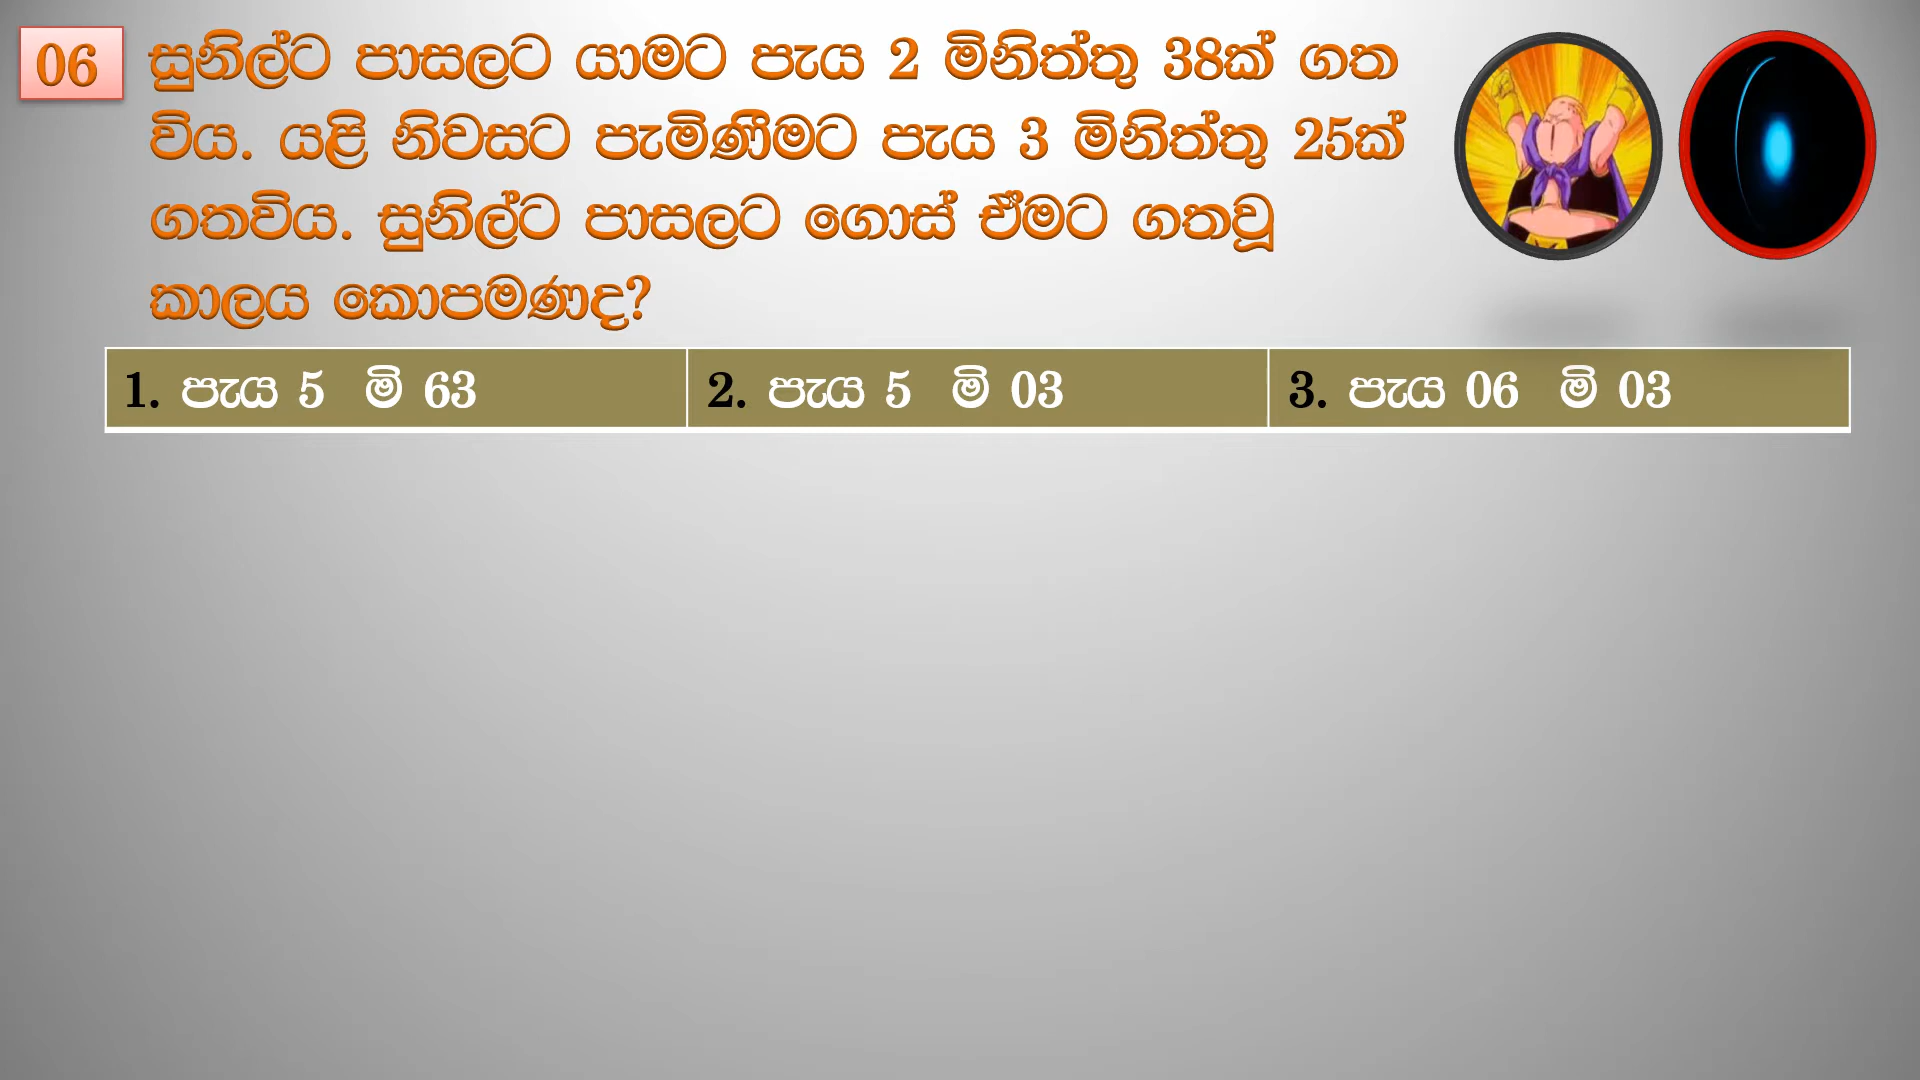 06 සුනිල්ට පාසලට යාමට පැය 2 මිනිත්තු 38ක් ගත
විය. යළි නිවසට පැමිණීමට පැය 3 මිනිත්තු 25ක්
ගතවිය. සුනිල්ට පාසලට ගොස් ඒමට ගතවූ
කාලය කොපමණද?
1. පැය 5 මි 63 2. පැය 5 මි 03 3. පැය 06 මි 03